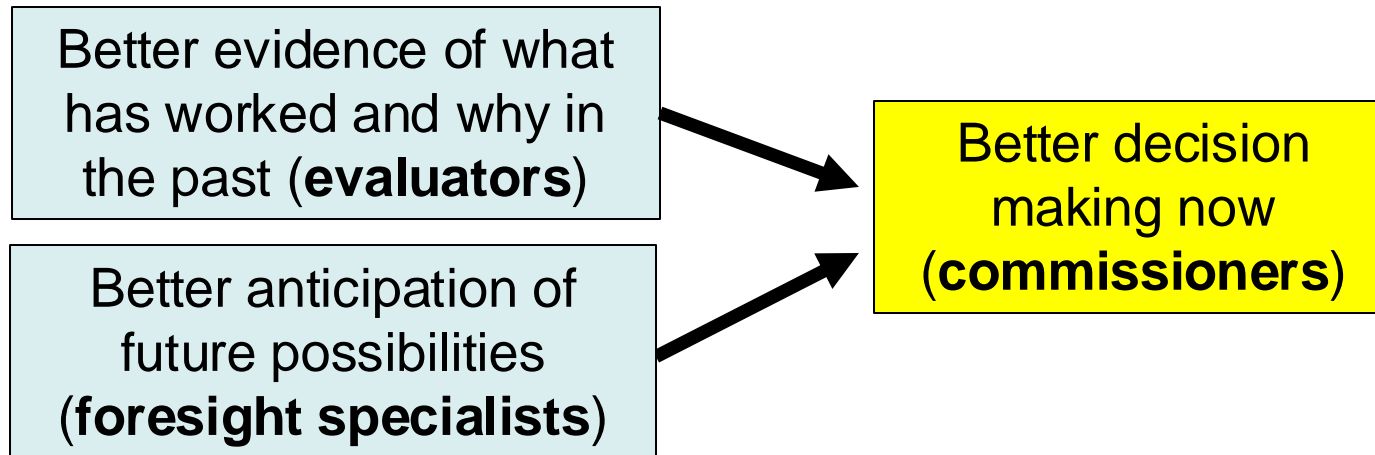 Better evidence of what
has worked and why in
the past (evaluators)
Better anticipation of
future possibilities
(foresight specialists)
Better decision
making now
(commissioners)